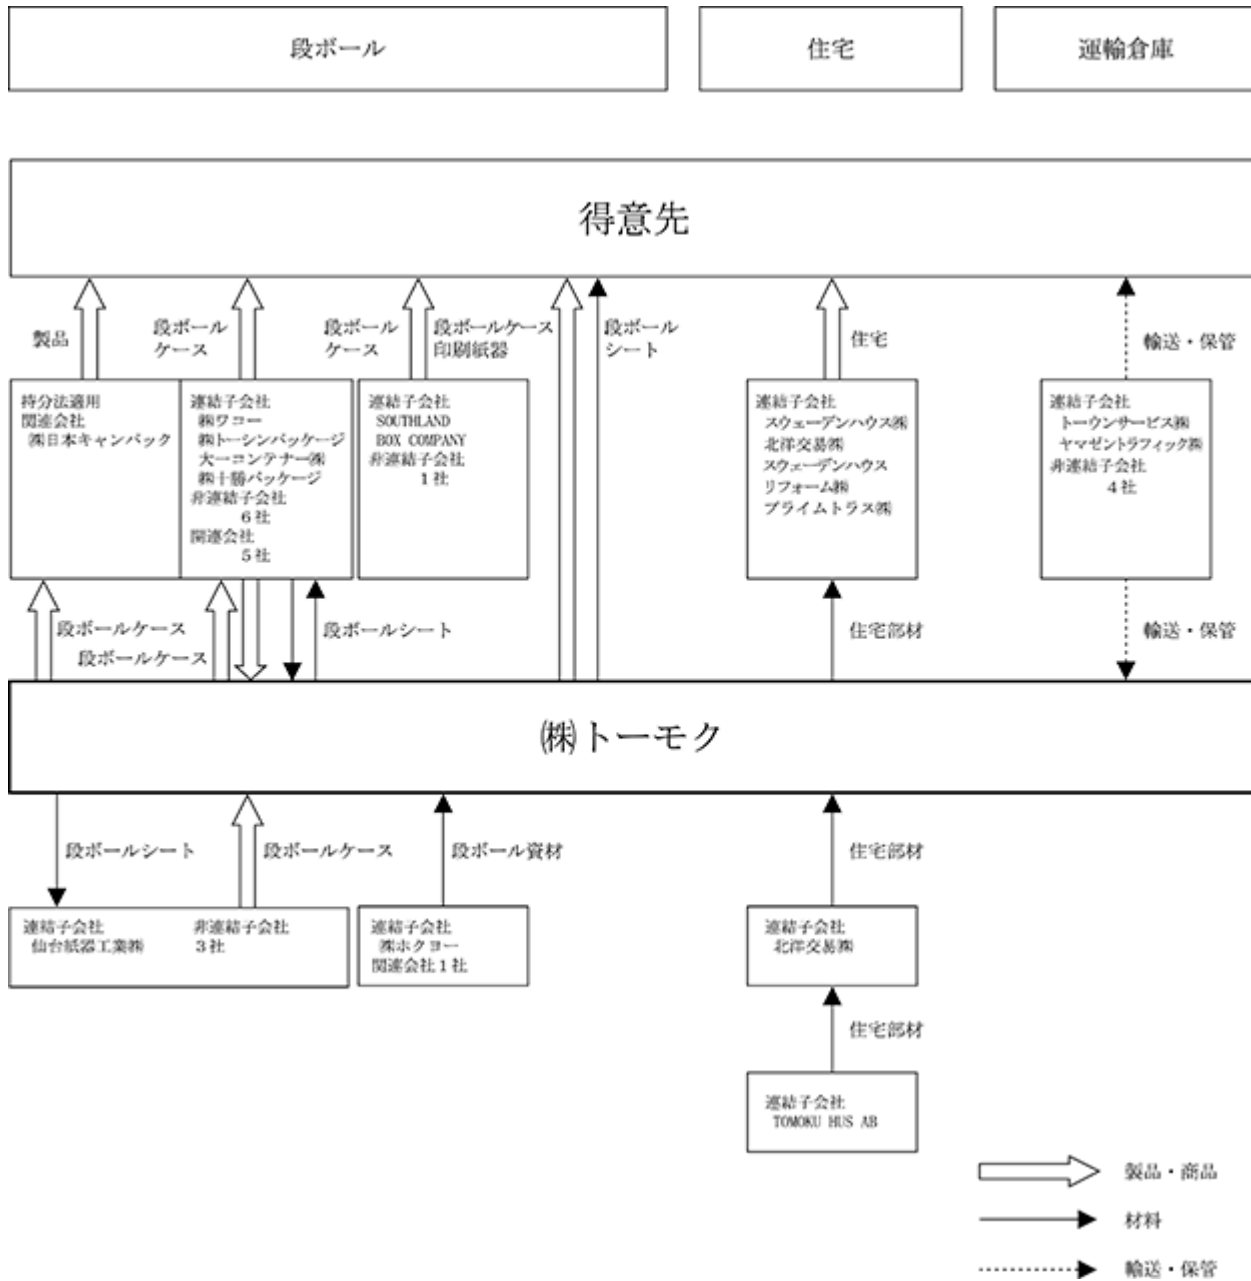 段ボール
住宅
運輸倉庫
得意先
製品
段ボール
ケース
段ボール
ケース
段ボールケース
印刷紙器
段ボール
シート
住宅
輸送・保管
持分法適用
関連会社
㈱日本キャンパック
連結子会社
㈱ワコー
㈱トーシンパッケージ
大一コンテナー㈱
㈱十勝パッケージ
非連結子会社
6社
関連会社
5社
連結子会社
SOUTHLAND
BOX COMPANY
非連結子会社
1社
連結子会社
スウェーデンハウス㈱
北洋交易㈱
スウェーデンハウス
リフォーム㈱
プライムトラス㈱
連結子会社
トーウンサービス㈱
ヤマゼントラフィック㈱
非連結子会社
4社
段ボールケース
段ボールケース
段ボールシート
住宅部材
輸送・保管
㈱トーモク
段ボールシート
段ボールケース
段ボール資材
住宅部材
連結子会社
仙台紙器工業㈱
非連結子会社
3社
連結子会社
㈱ホクヨー
関連会社1社
連結子会社
北洋交易㈱
住宅部材
連結子会社
TOMOKU HUS AB
製品・商品
材料
輸送・保管